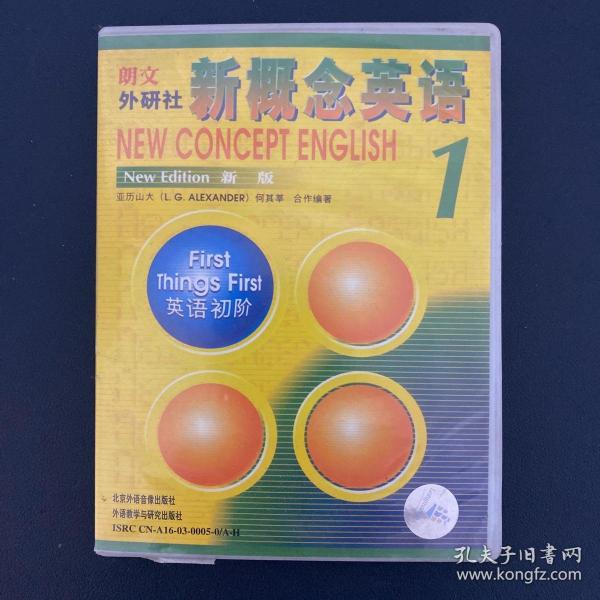 朗文
外研社
新概念英语
NEW CONCEPT ENGLISH
1
New Edition 新 版
亚历山大（L. G. ALEXANDER）何其莘 合作编著
First
Things First
英语初阶
北京外语音像出版社
外语教学与研究出版社
ISRC CN-A16-03-0005-0/A·H
孔夫子旧书网
www.kongfz.com